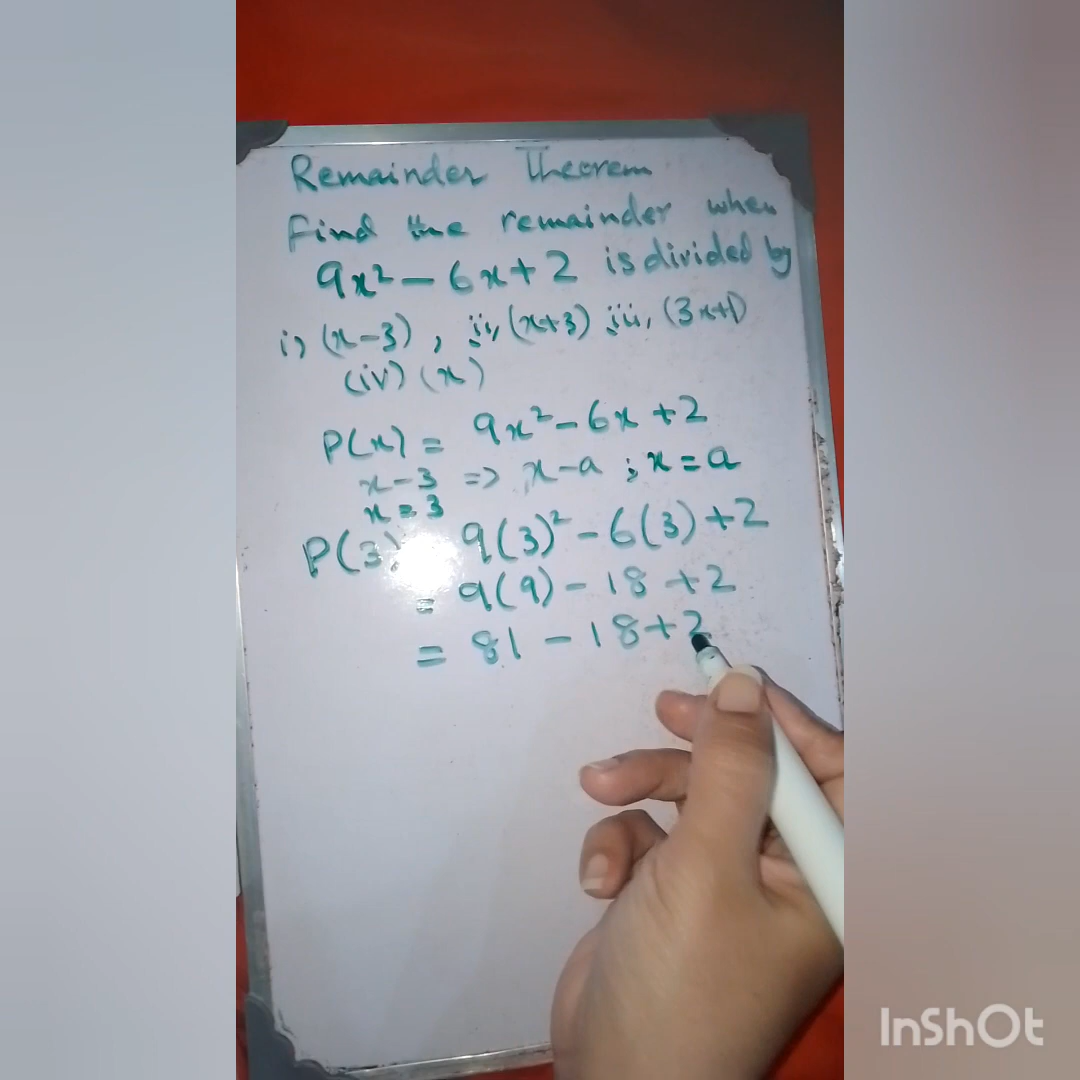 Remainder Theorem
Find the remainder when
9x² - 6x + 2 is divided by
i, (x-3) , ii, (x+3) iii, (3x+1)
(iv) (x)
P(x) = 9x² - 6x + 2
x - 3 => x - a ; x = a
x = 3
P(3) 9(3)² - 6(3) + 2
= 9(9) - 18 + 2
= 81 - 18 + 2
InShOt